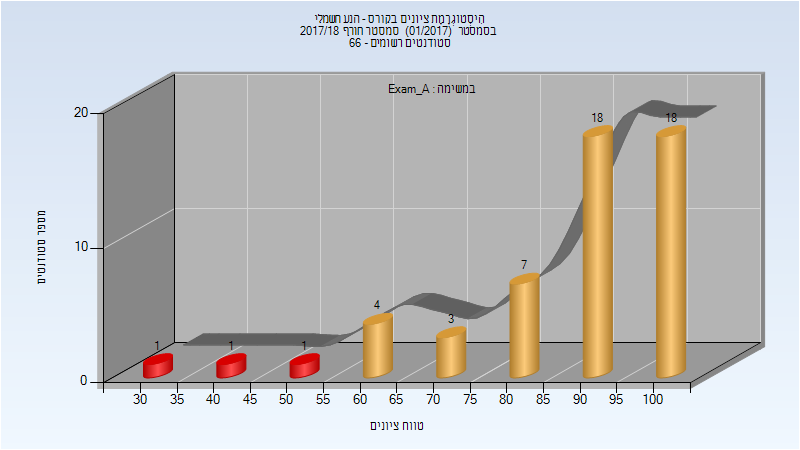 היסטוגרמת ציונים בקורס - הנע חשמלי
בסמסטר (01/2017) סמסטר חורף 2017/18
סטודנטים רשומים - 66
במשימה : Exam_A
מספר סטודנטים
20
10
0
1
1
1
4
3
7
18
18
30 35 40 45 50 55 60 65 70 75 80 85 90 95 100
טווח ציונים